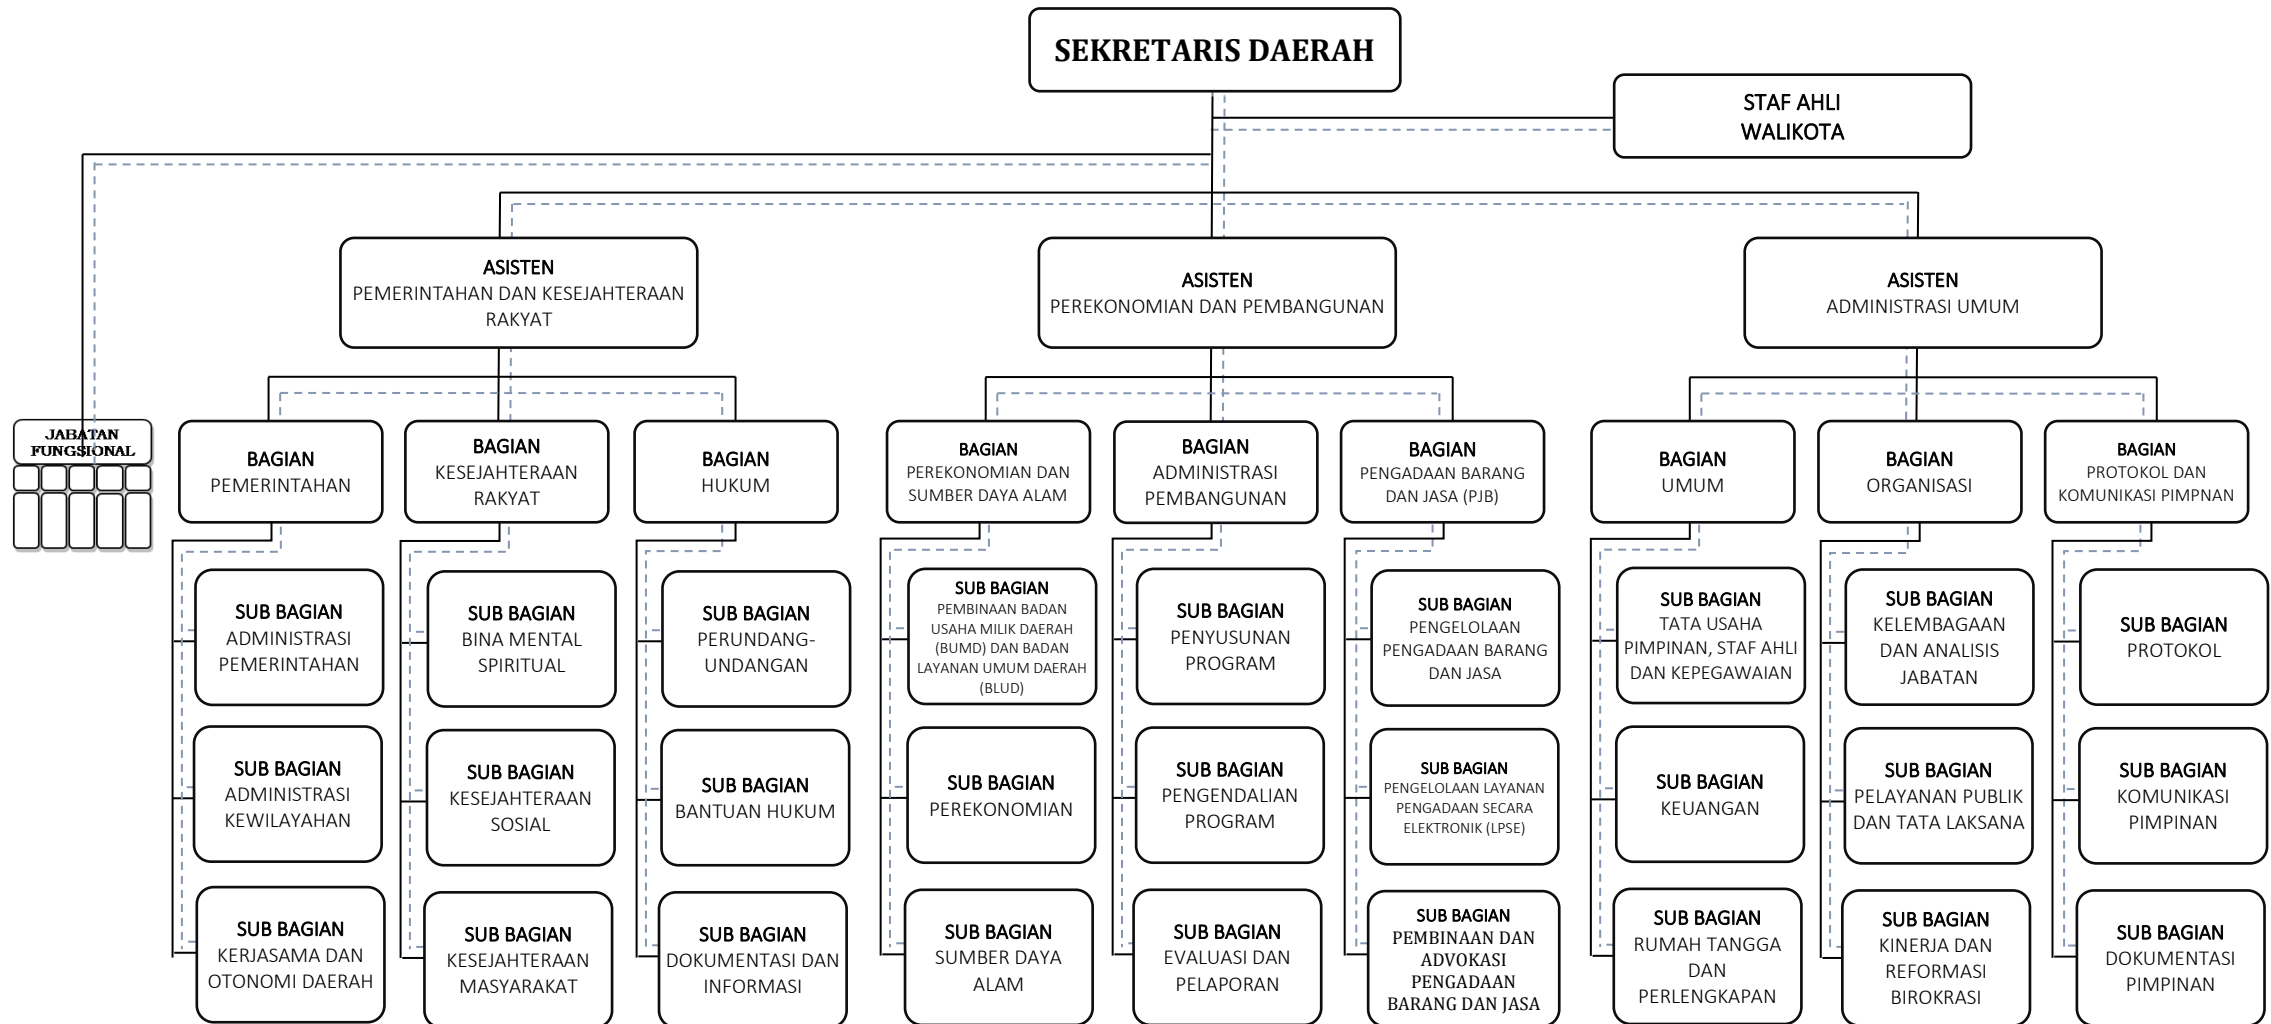 SEKRETARIS DAERAH
STAF AHLI
WALIKOTA
ASISTEN
PEMERINTAHAN DAN KESEJAHTERAAN
RAKYAT
ASISTEN
PEREKONOMIAN DAN PEMBANGUNAN
ASISTEN
ADMINISTRASI UMUM
JABATAN
FUNGSIONAL
BAGIAN
PEMERINTAHAN
BAGIAN
KESEJAHTERAAN
RAKYAT
BAGIAN
HUKUM
BAGIAN
PEREKONOMIAN DAN
SUMBER DAYA ALAM
BAGIAN
ADMINISTRASI
PEMBANGUNAN
BAGIAN
PENGADAAN BARANG
DAN JASA (PJB)
BAGIAN
UMUM
BAGIAN
ORGANISASI
BAGIAN
PROTOKOL DAN
KOMUNIKASI PIMPNAN
SUB BAGIAN
ADMINISTRASI
PEMERINTAHAN
SUB BAGIAN
BINA MENTAL
SPIRITUAL
SUB BAGIAN
PERUNDANG-
UNDANGAN
SUB BAGIAN
PEMBINAAN BADAN
USAHA MILIK DAERAH
(BUMD) DAN BADAN
LAYANAN UMUM DAERAH
(BLUD)
SUB BAGIAN
PENYUSUNAN
PROGRAM
SUB BAGIAN
PENGELOLAAN
PENGADAAN BARANG
DAN JASA
SUB BAGIAN
TATA USAHA
PIMPINAN, STAF AHLI
DAN KEPEGAWAIAN
SUB BAGIAN
KELEMBAGAAN
DAN ANALISIS
JABATAN
SUB BAGIAN
PROTOKOL
SUB BAGIAN
ADMINISTRASI
KEWILAYAHAN
SUB BAGIAN
KESEJAHTERAAN
SOSIAL
SUB BAGIAN
BANTUAN HUKUM
SUB BAGIAN
PEREKONOMIAN
SUB BAGIAN
PENGENDALIAN
PROGRAM
SUB BAGIAN
PENGELOLAAN LAYANAN
PENGADAAN SECARA
ELEKTRONIK (LPSE)
SUB BAGIAN
KEUANGAN
SUB BAGIAN
PELAYANAN PUBLIK
DAN TATA LAKSANA
SUB BAGIAN
KOMUNIKASI
PIMPINAN
SUB BAGIAN
KERJASAMA DAN
OTONOMI DAERAH
SUB BAGIAN
KESEJAHTERAAN
MASYARAKAT
SUB BAGIAN
DOKUMENTASI DAN
INFORMASI
SUB BAGIAN
SUMBER DAYA
ALAM
SUB BAGIAN
EVALUASI DAN
PELAPORAN
SUB BAGIAN
PEMBINAAN DAN
ADVOKASI
PENGADAAN
BARANG DAN JASA
SUB BAGIAN
RUMAH TANGGA
DAN
PERLENGKAPAN
SUB BAGIAN
KINERJA DAN
REFORMASI
BIROKRASI
SUB BAGIAN
DOKUMENTASI
PIMPINAN